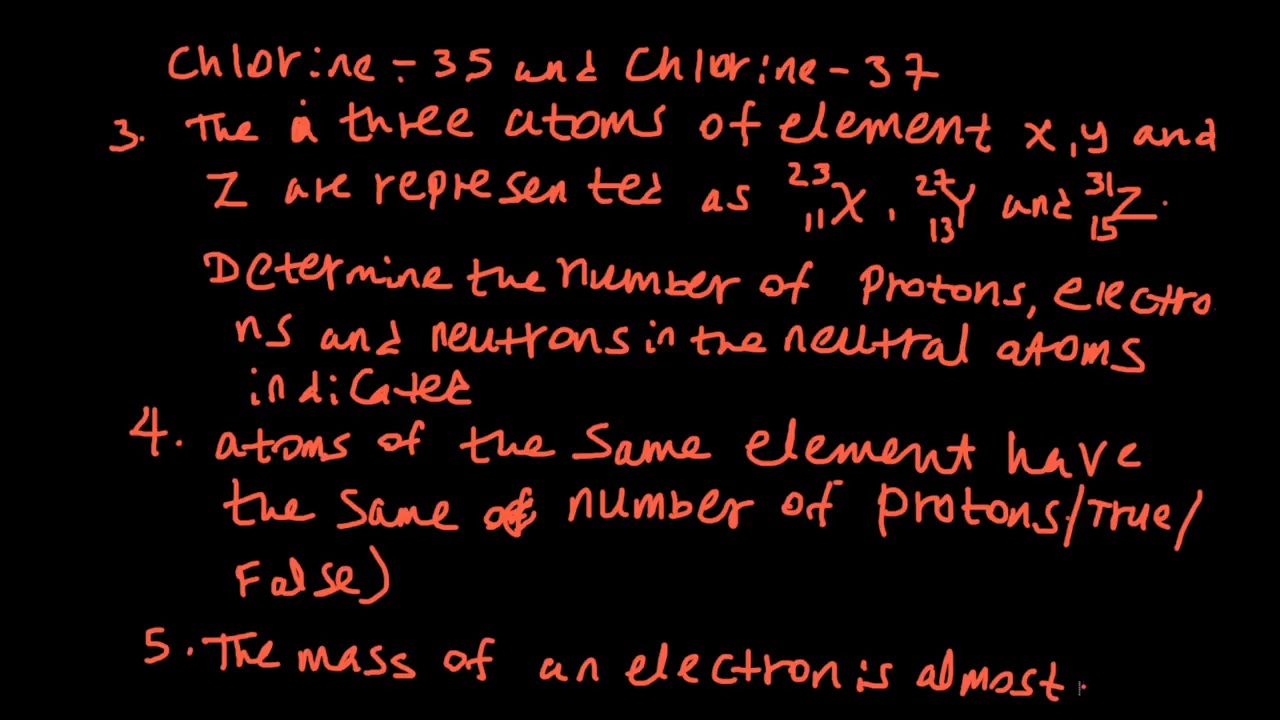 Chlorine - 35 and Chlorine - 37
3. The three atoms of element x, y and
Z are represented as ²³₁₁X, ²⁷₁₃Y and ³¹₁₅Z.
Determine the number of protons, electro
ns and neutrons in the neutral atoms
indicated
4. atoms of the same element have
the same number of protons/True/
False)
5. The mass of an electron is almost